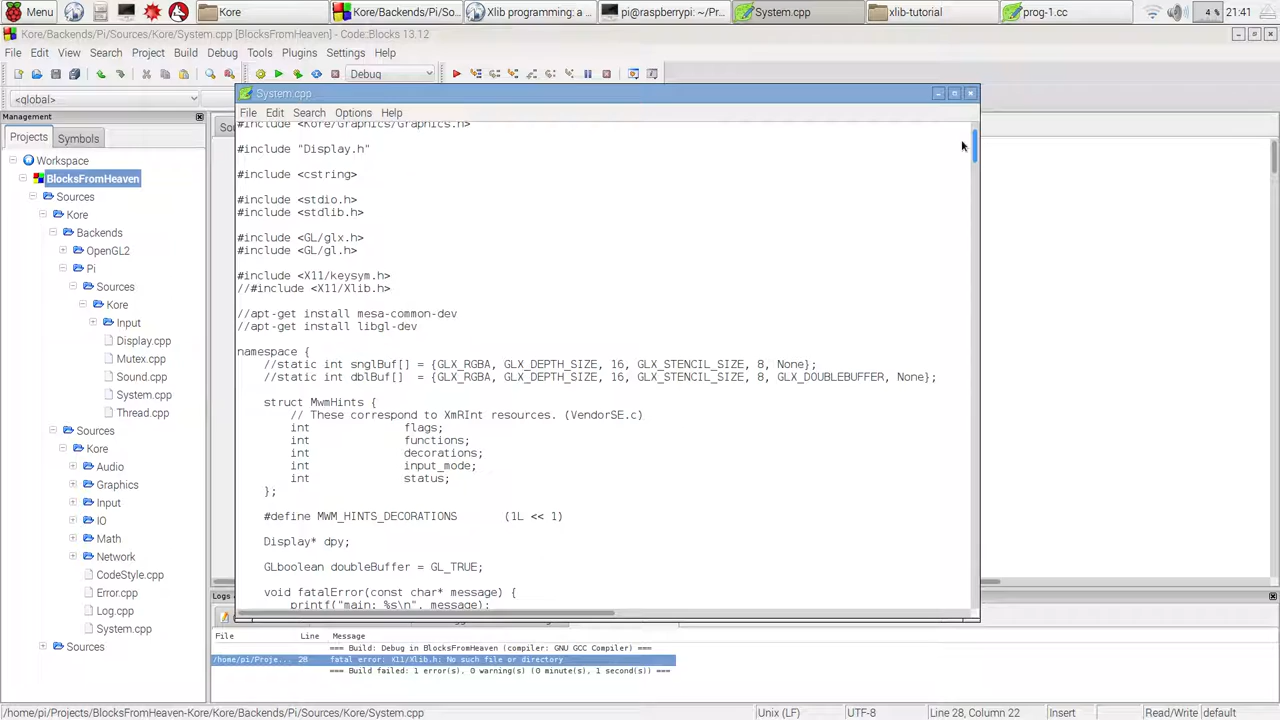 Menu
Kore
Kore/Backends/Pi/So...
Xlib programming: a ...
pi@raspberrypi: ~/Pr...
System.cpp
xlib-tutorial
prog-1.cc
4 %
21:41
Kore/Backends/Pi/Sources/Kore/System.cpp [BlocksFromHeaven] - Code::Blocks 13.12
File Edit View Search Project Build Debug Tools Plugins Settings Help
Debug
<global>
Management
Projects
Symbols
Workspace
BlocksFromHeaven
Sources
Kore
Backends
OpenGL2
Pi
Sources
Kore
Input
Display.cpp
Mutex.cpp
Sound.cpp
System.cpp
Thread.cpp
Sources
Kore
Audio
Graphics
Input
IO
Math
Network
CodeStyle.cpp
Error.cpp
Log.cpp
System.cpp
Sources
System.cpp
File Edit Search Options Help
#include <Kore/Graphics/Graphics.h>
#include "Display.h"
#include <cstring>
#include <stdio.h>
#include <stdlib.h>
#include <GL/glx.h>
#include <GL/gl.h>
#include <X11/keysym.h>
//#include <X11/Xlib.h>
//apt-get install mesa-common-dev
//apt-get install libgl-dev
namespace {
//static int snglBuf[] = {GLX_RGBA, GLX_DEPTH_SIZE, 16, GLX_STENCIL_SIZE, 8, None};
//static int dblBuf[]  = {GLX_RGBA, GLX_DEPTH_SIZE, 16, GLX_STENCIL_SIZE, 8, GLX_DOUBLEBUFFER, None};
struct MwmHints {
// These correspond to XmRInt resources. (VendorSE.c)
int flags;
int functions;
int decorations;
int input_mode;
int status;
};
#define MWM_HINTS_DECORATIONS (1L << 1)
Display* dpy;
GLboolean doubleBuffer = GL_TRUE;
void fatalError(const char* message) {
printf("main: %s\n", message);
Logs
File Line Message
=== Build: Debug in BlocksFromHeaven (compiler: GNU GCC Compiler) ===
/home/pi/Proje... 28 fatal error: X11/Xlib.h: No such file or directory
=== Build failed: 1 error(s), 0 warning(s) (0 minute(s), 1 second(s)) ===
/home/pi/Projects/BlocksFromHeaven-Kore/Kore/Backends/Pi/Sources/Kore/System.cpp
Unix (LF)
UTF-8
Line 28, Column 22
Insert
Read/Write
default